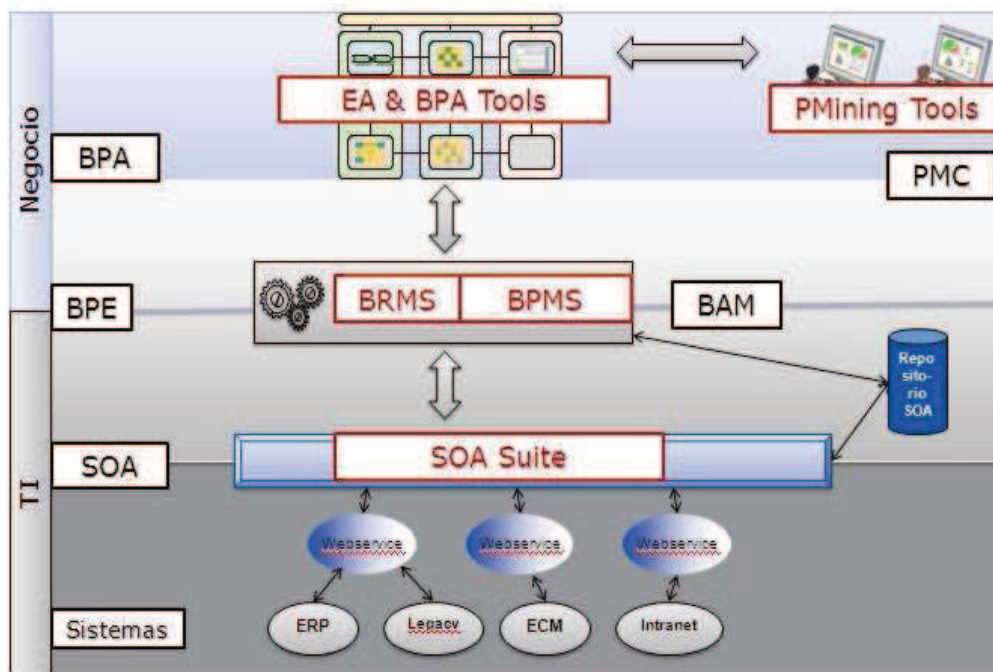 Negocio
EA & BPA Tools
PMining Tools
BPA
PMC
BPE
BRMS
BPMS
BAM
Repo
sito-
rio
SOA
TI
SOA
SOA Suite
Webservice
Webservice
Webservice
Sistemas
ERP
Legacy
ECM
Intranet